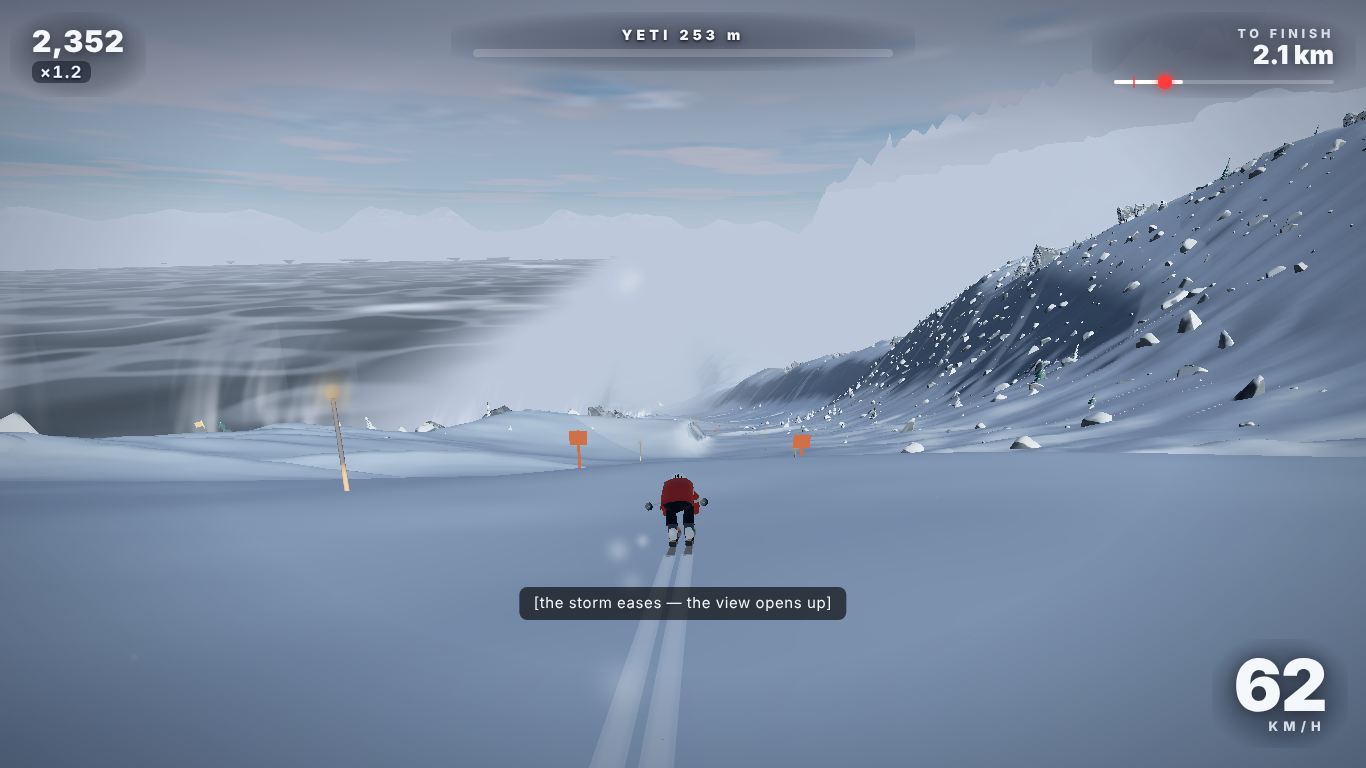 2,352
×1.2
YETI 253 m
TO FINISH
2.1 km
[the storm eases — the view opens up]
62
KM/H